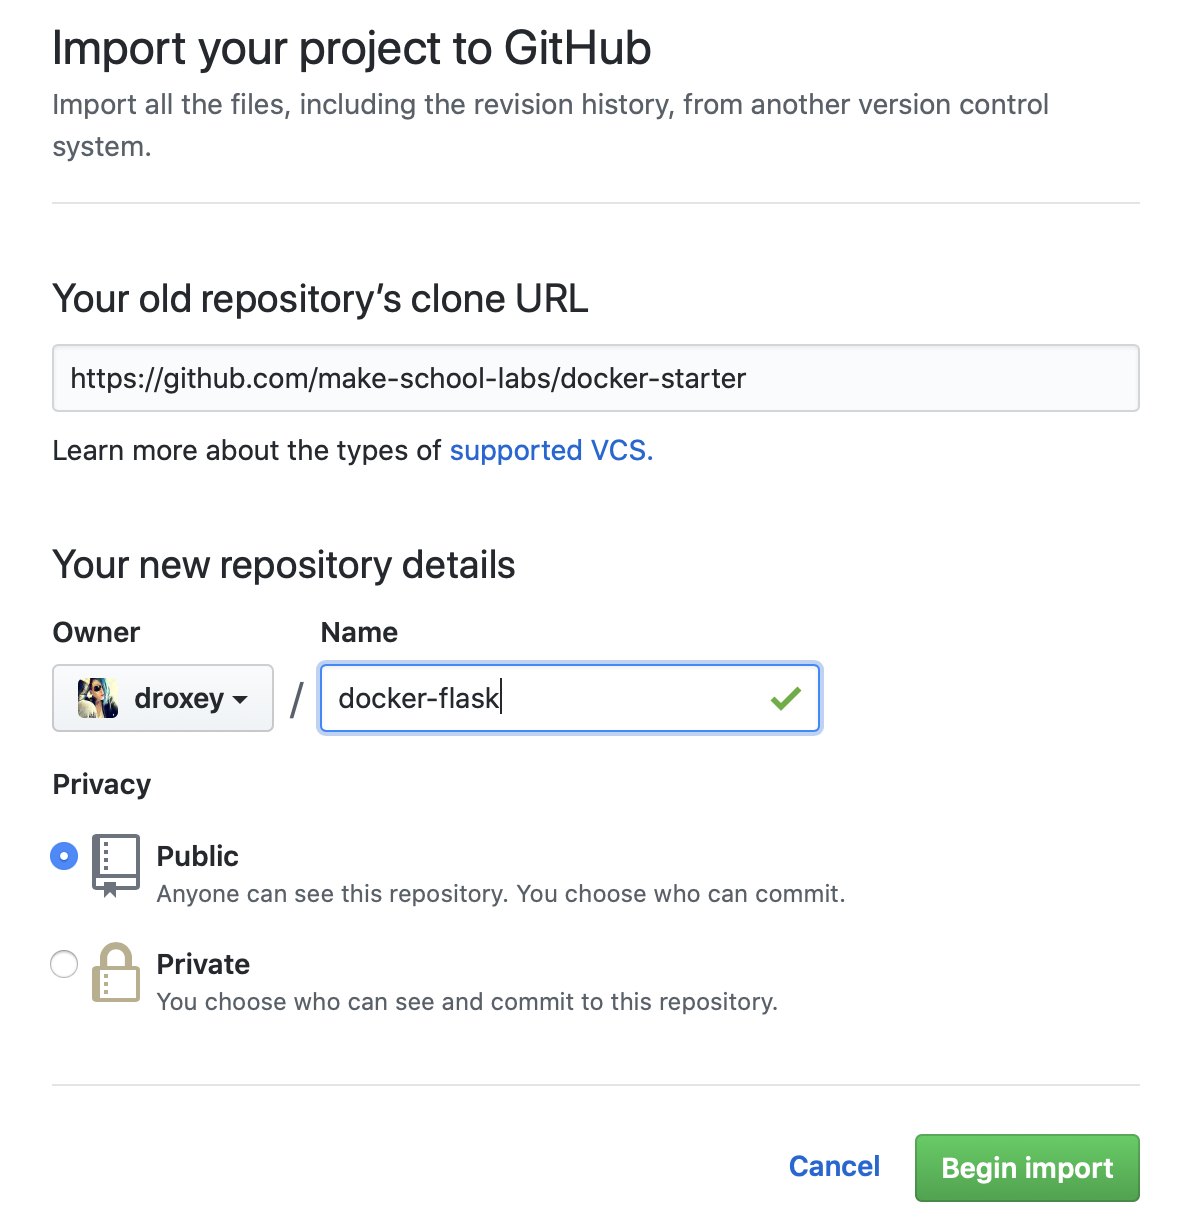 Import your project to GitHub
Import all the files, including the revision history, from another version control
system.
Your old repository’s clone URL
https://github.com/make-school-labs/docker-starter
Learn more about the types of supported VCS.
Your new repository details
Owner Name
droxey / docker-flask
Privacy
Public
Anyone can see this repository. You choose who can commit.
Private
You choose who can see and commit to this repository.
Cancel Begin import